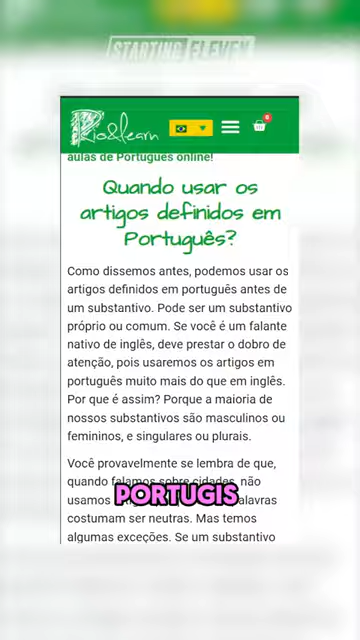 STARTING ELEVEN
Rio&learn
0
aulas de Português online!
Quando usar os
artigos definidos em
Português?
Como dissemos antes, podemos usar os
artigos definidos em português antes de
um substantivo. Pode ser um substantivo
próprio ou comum. Se você é um falante
nativo de inglês, deve prestar o dobro de
atenção, pois usaremos os artigos em
português muito mais do que em inglês.
Por que é assim? Porque a maioria de
nossos substantivos são masculinos ou
femininos, e singulares ou plurais.
Você provavelmente se lembra de que,
quando falamos sobre cidades, não
usamos
PORTUGIS
costumam ser neutras. Mas temos
algumas exceções. Se um substantivo